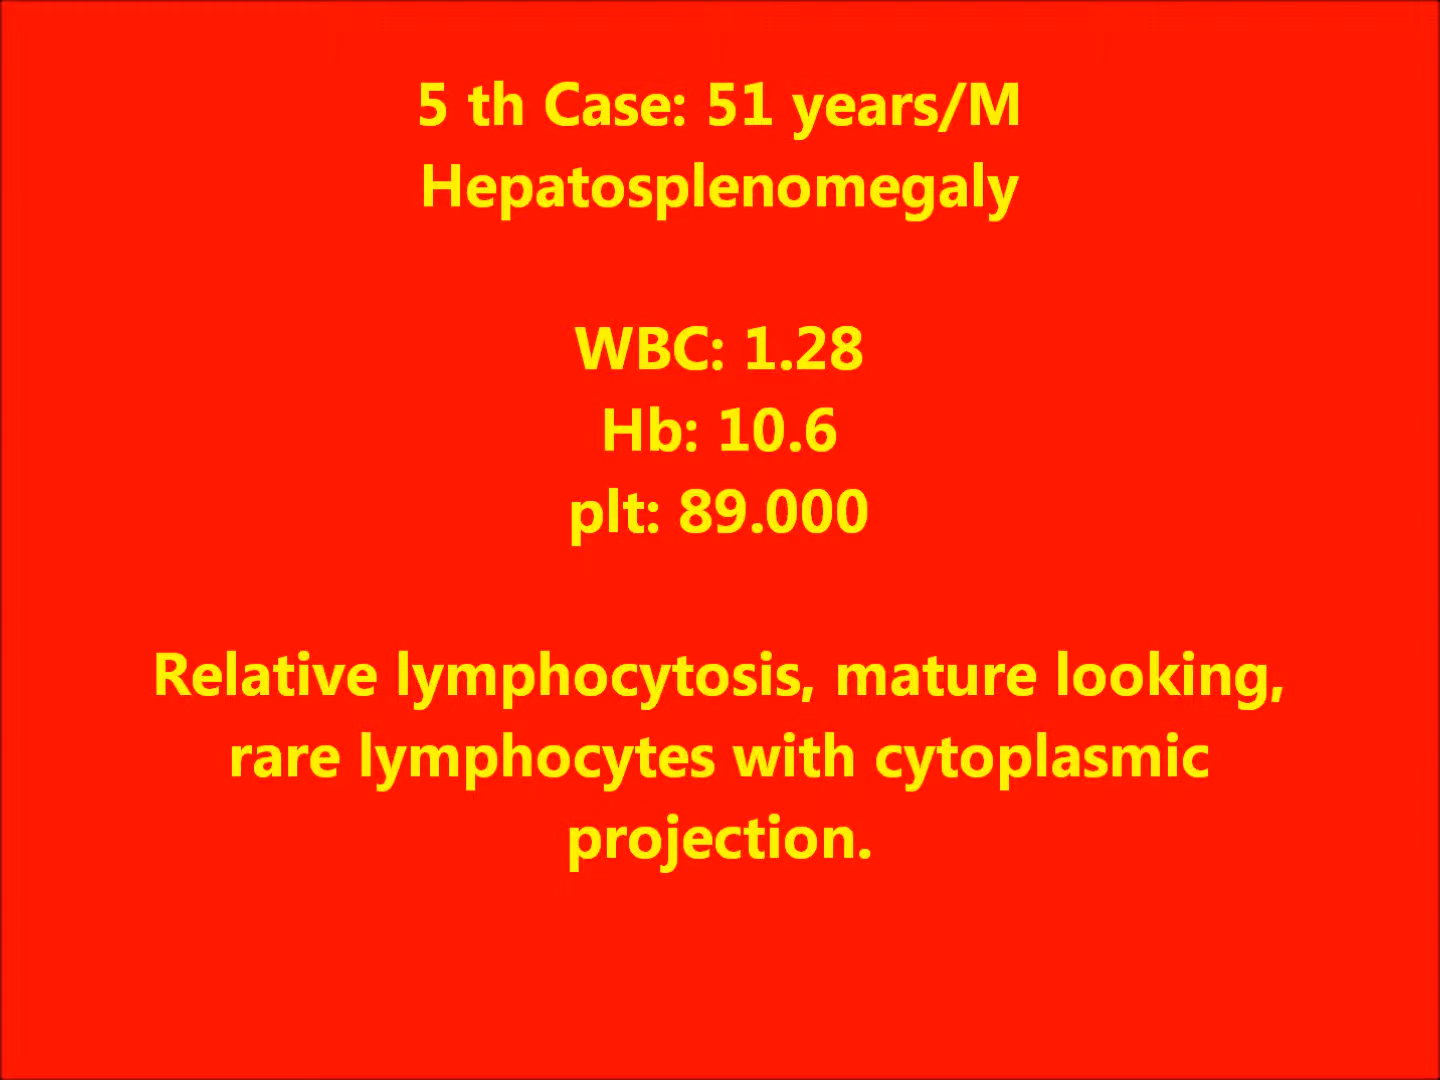 5 th Case: 51 years/M
Hepatosplenomegaly
WBC: 1.28
Hb: 10.6
plt: 89.000
Relative lymphocytosis, mature looking,
rare lymphocytes with cytoplasmic
projection.